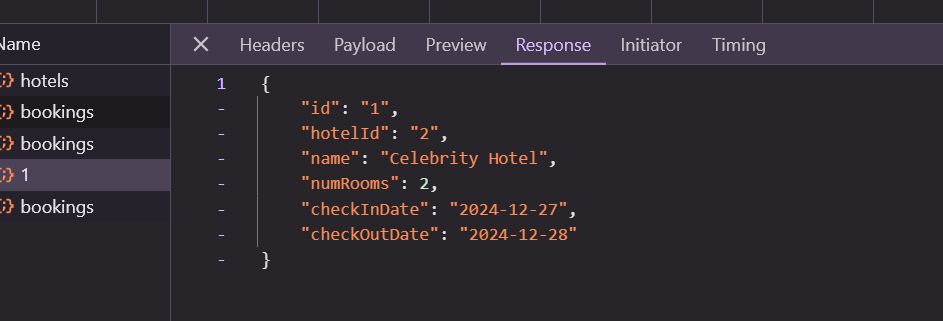 Name
Headers Payload Preview Response Initiator Timing
hotels
bookings
bookings
1
bookings
1 {
- "id": "1",
- "hotelId": "2",
- "name": "Celebrity Hotel",
- "numRooms": 2,
- "checkInDate": "2024-12-27",
- "checkOutDate": "2024-12-28"
- }